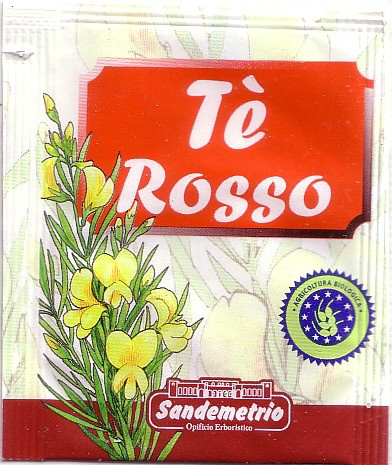 Tè
Rosso
AGRICOLTURA BIOLOGICA
Sandemetrio
Opificio Erboristico